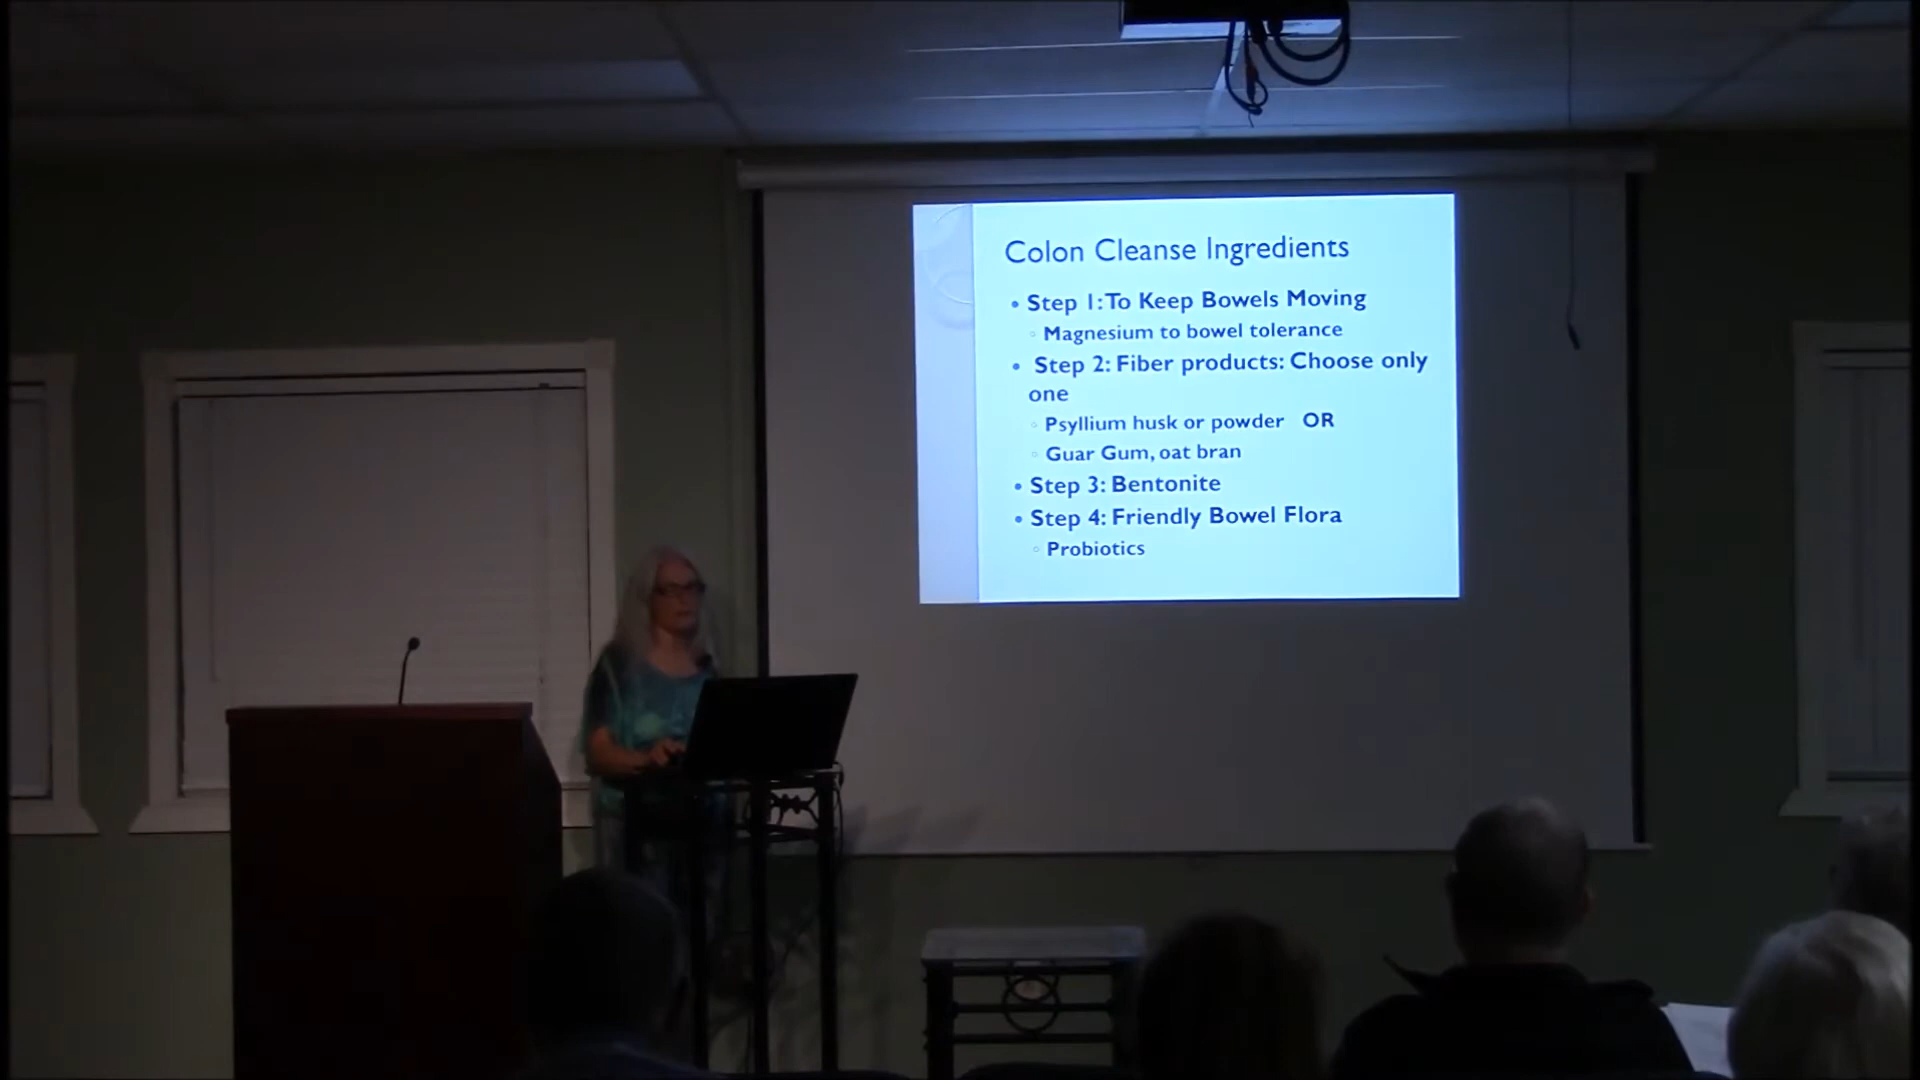 Colon Cleanse Ingredients
• Step 1: To Keep Bowels Moving
◦ Magnesium to bowel tolerance
• Step 2: Fiber products: Choose only
one
◦ Psyllium husk or powder OR
◦ Guar Gum, oat bran
• Step 3: Bentonite
• Step 4: Friendly Bowel Flora
◦ Probiotics